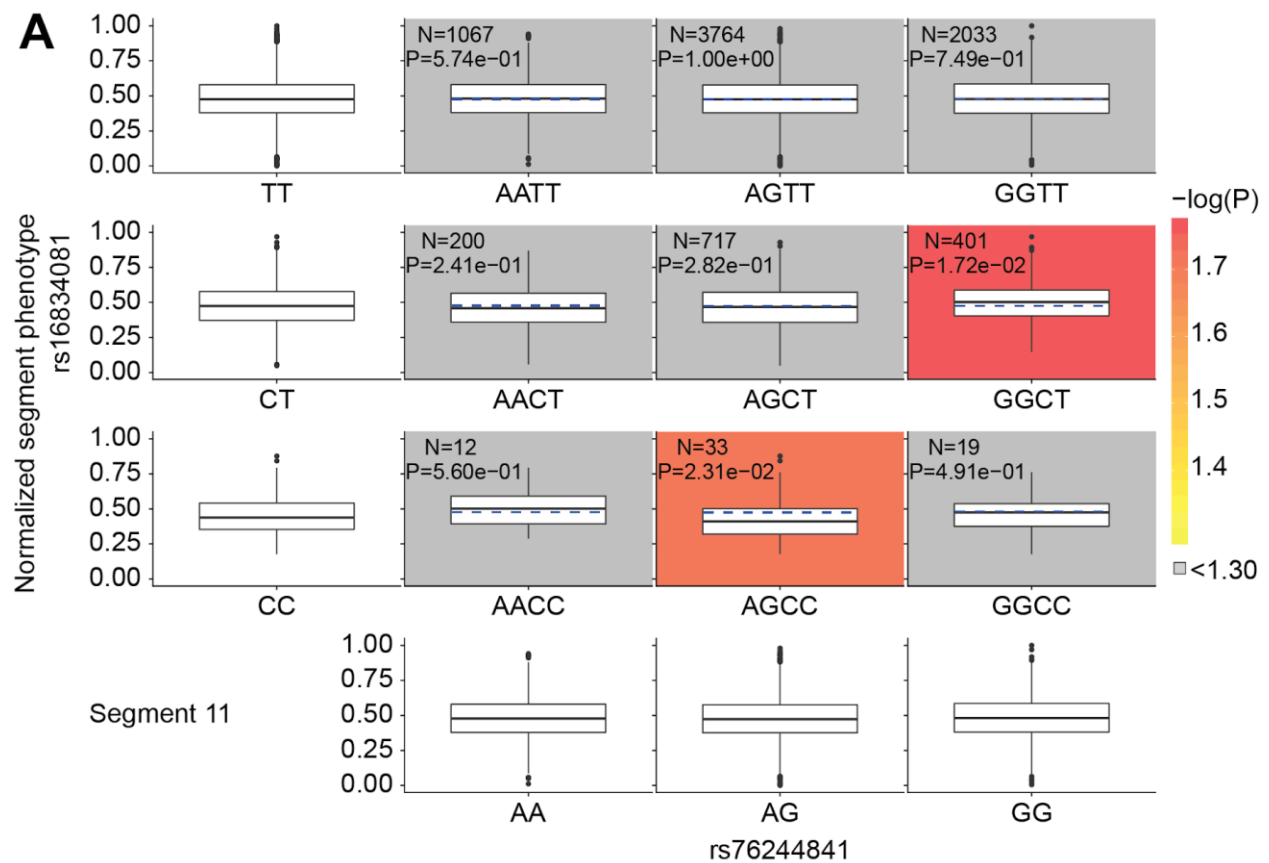 A
Normalized segment phenotype
rs16834081
1.00
0.75
0.50
0.25
0.00
N=1067
P=5.74e−01
N=3764
P=1.00e+00
N=2033
P=7.49e−01
TT
AATT
AGTT
GGTT
1.00
0.75
0.50
0.25
0.00
N=200
P=2.41e−01
N=717
P=2.82e−01
N=401
P=1.72e−02
CT
AACT
AGCT
GGCT
1.00
0.75
0.50
0.25
0.00
N=12
P=5.60e−01
N=33
P=2.31e−02
N=19
P=4.91e−01
CC
AACC
AGCC
GGCC
Segment 11
1.00
0.75
0.50
0.25
0.00
AA
AG
GG
rs76244841
−log(P)
1.7
1.6
1.5
1.4
<1.30